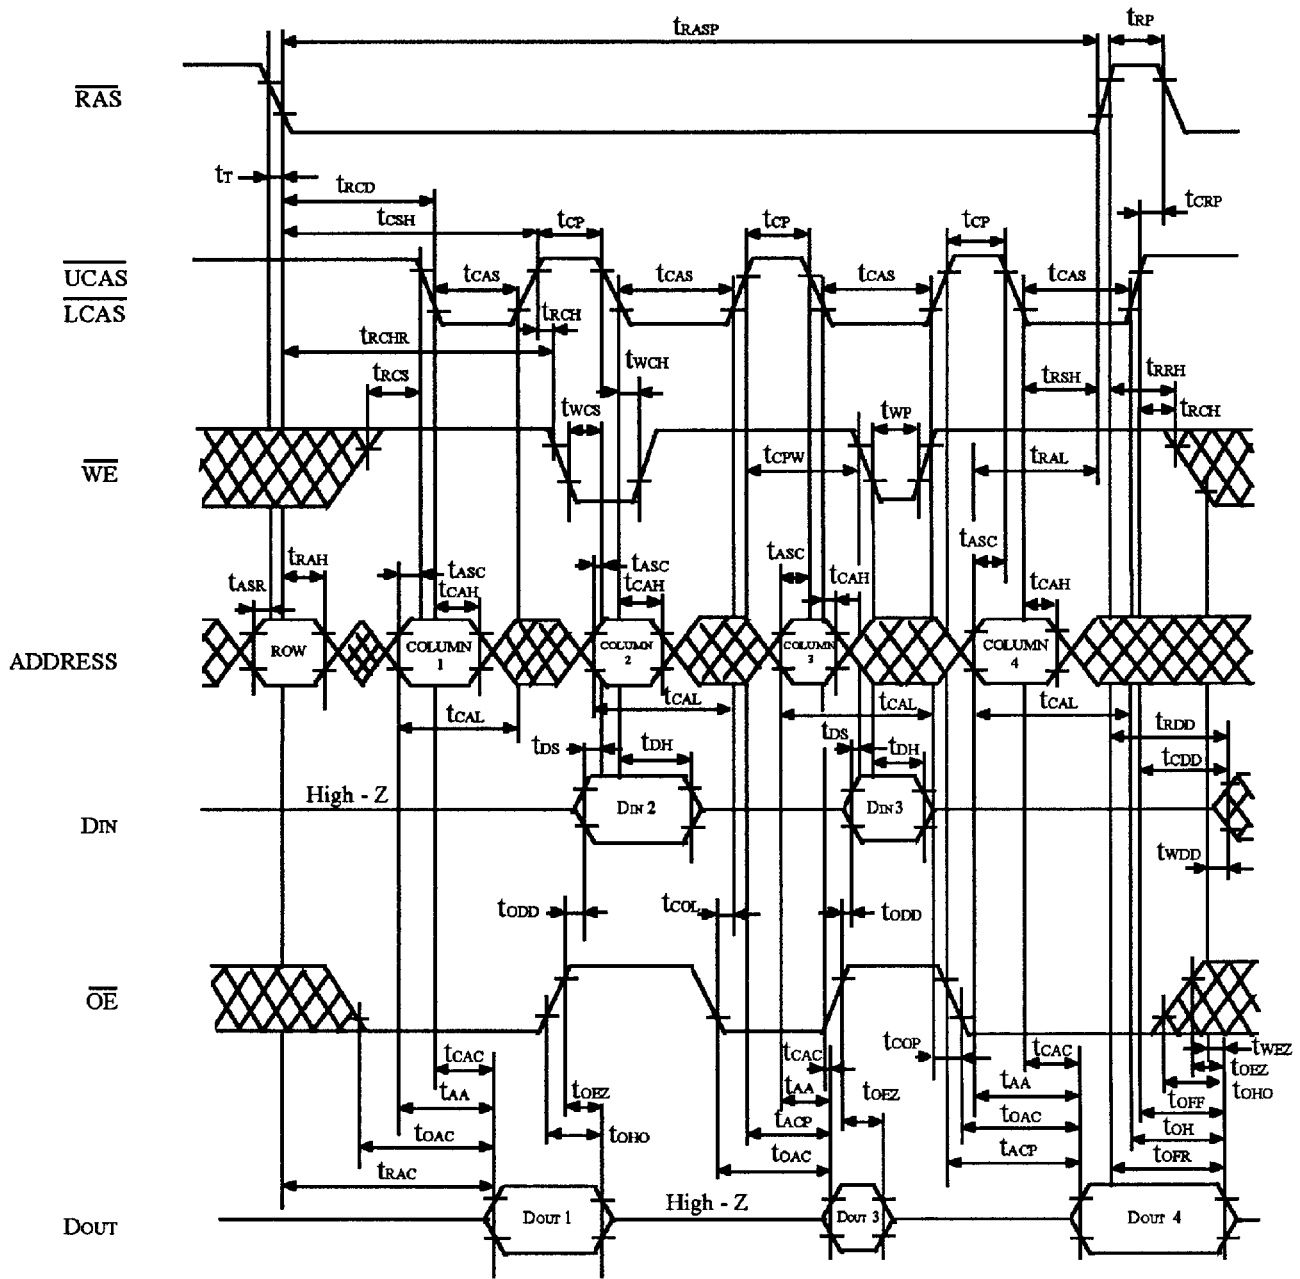 tRASP tRP
RAS
tT tRCD tCRP
tCSH tCP tCP tCP
UCAS tCAS tCAS tCAS tCAS
LCAS tRCH
tRCHR tWCH tRSH tRRH
tRCS tWCS tWP tRCH
WE tCPW tRAL
tRAH tASC tASC tASC tASC
tASR tCAH tCAH tCAH tCAH
ADDRESS ROW COLUMN 1 COLUMN 2 COLUMN 3 COLUMN 4
tCAL tCAL tCAL tCAL
tRDD
tDS tDH tDS tDH tCDD
High - Z
DIN DIN 2 DIN 3
tWDD
tODD tCOL tODD
OE
tCAC tCAC tCOP tCAC tWEZ
tAA tOEZ tAA tOEZ tAA tOEZ
tOAC tOHO tACP tOAC tOFF tOHO
tRAC tOAC tACP tOH
tOFR
High - Z
DOUT DOUT 1 DOUT 3 DOUT 4